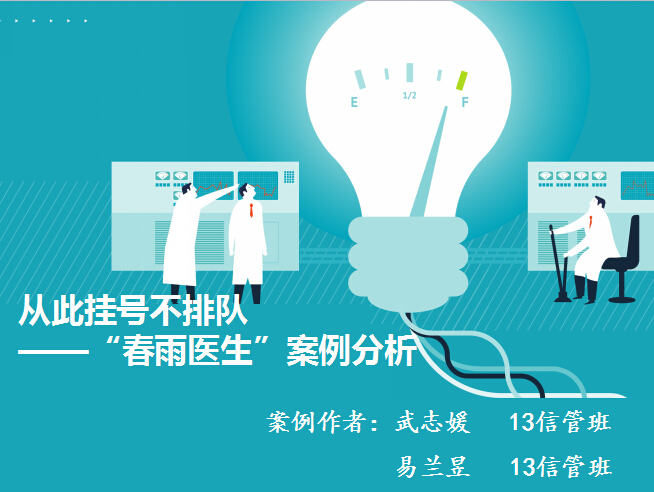 E
1/2
F
从此挂号不排队
——“春雨医生”案例分析
案例作者：武志媛 13信管班
易兰昱 13信管班